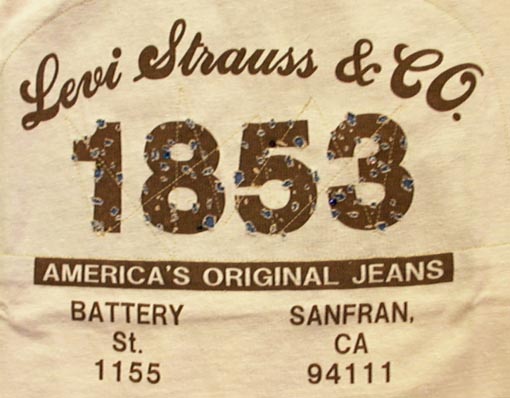 Levi Strauss & CO.
1853
AMERICA'S ORIGINAL JEANS
BATTERY
St.
1155
SANFRAN,
CA
94111